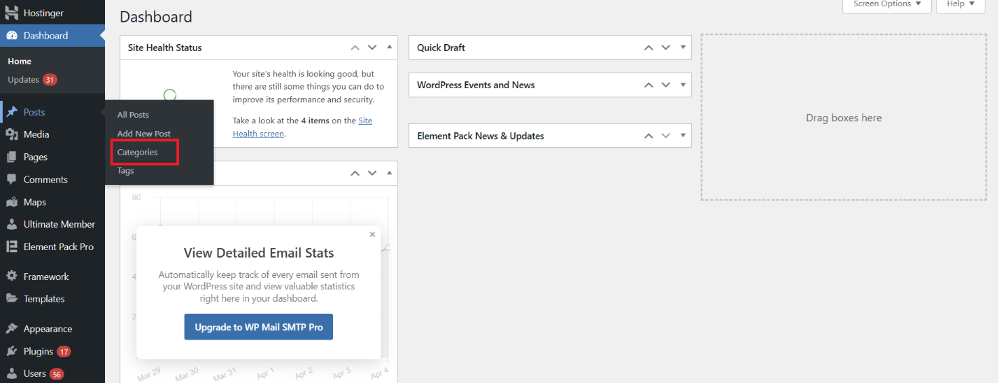 Hostinger
Dashboard
Home
Updates 31
Posts
Media
Pages
Comments
Maps
Ultimate Member
Element Pack Pro
Framework
Templates
Appearance
Plugins 17
Users 56
All Posts
Add New Post
Categories
Tags
Dashboard
Screen Options
Help
Site Health Status
Your site's health is looking good, but
there are still some things you can do to
improve its performance and security.
Take a look at the 4 items on the Site
Health screen.
80
6
4
2
View Detailed Email Stats
Automatically keep track of every email sent from
your WordPress site and view valuable statistics
right here in your dashboard.
Upgrade to WP Mail SMTP Pro
Mar 29
Mar 30
Mar 31
Apr 1
Apr 2
Apr 3
Apr 4
Quick Draft
WordPress Events and News
Element Pack News & Updates
Drag boxes here